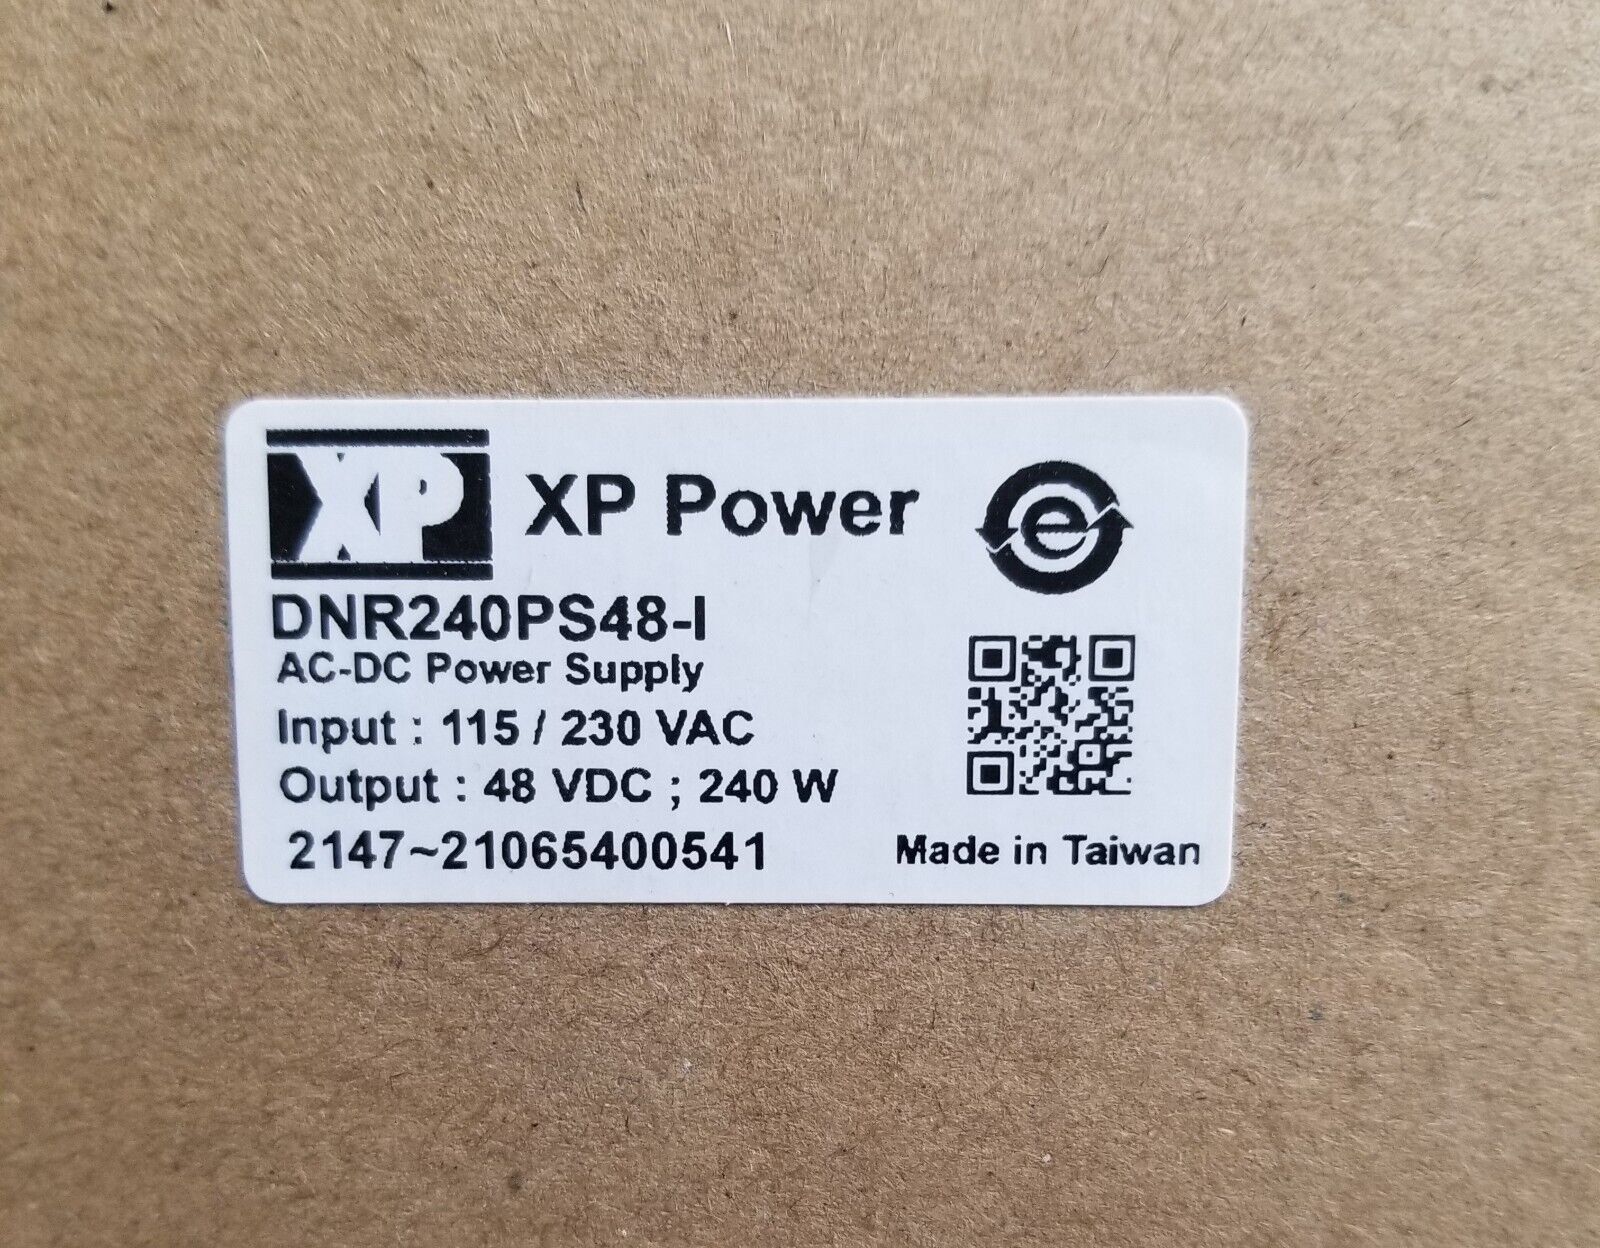 XP XP Power e
DNR240PS48-I
AC-DC Power Supply
Input : 115 / 230 VAC
Output : 48 VDC ; 240 W
2147~21065400541
Made in Taiwan